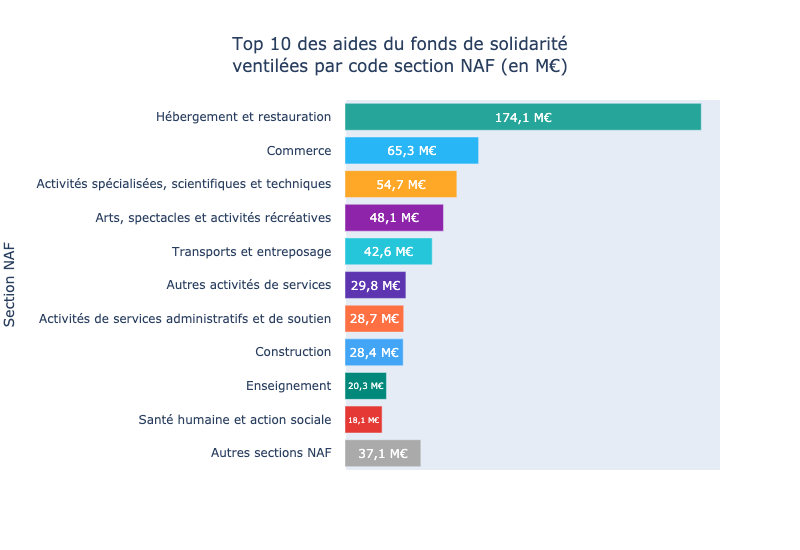 Top 10 des aides du fonds de solidarité
ventilées par code section NAF (en M€)
Section NAF
Hébergement et restauration 174,1 M€
Commerce 65,3 M€
Activités spécialisées, scientifiques et techniques 54,7 M€
Arts, spectacles et activités récréatives 48,1 M€
Transports et entreposage 42,6 M€
Autres activités de services 29,8 M€
Activités de services administratifs et de soutien 28,7 M€
Construction 28,4 M€
Enseignement 20,3 M€
Santé humaine et action sociale 18,1 M€
Autres sections NAF 37,1 M€